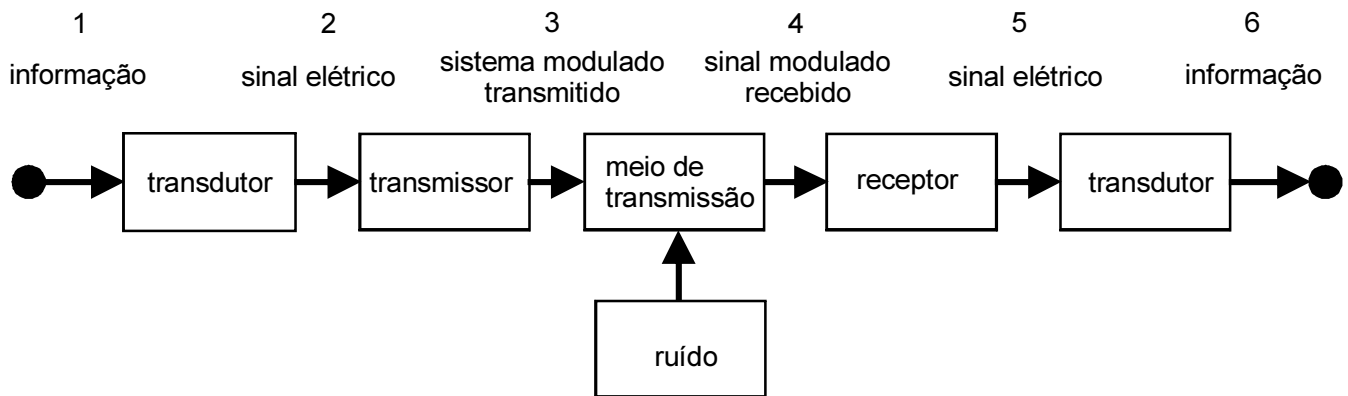 1 2 3 4 5 6
informação sinal elétrico sistema modulado transmitido sinal modulado recebido sinal elétrico informação
transdutor transmissor meio de transmissão receptor transdutor
ruído